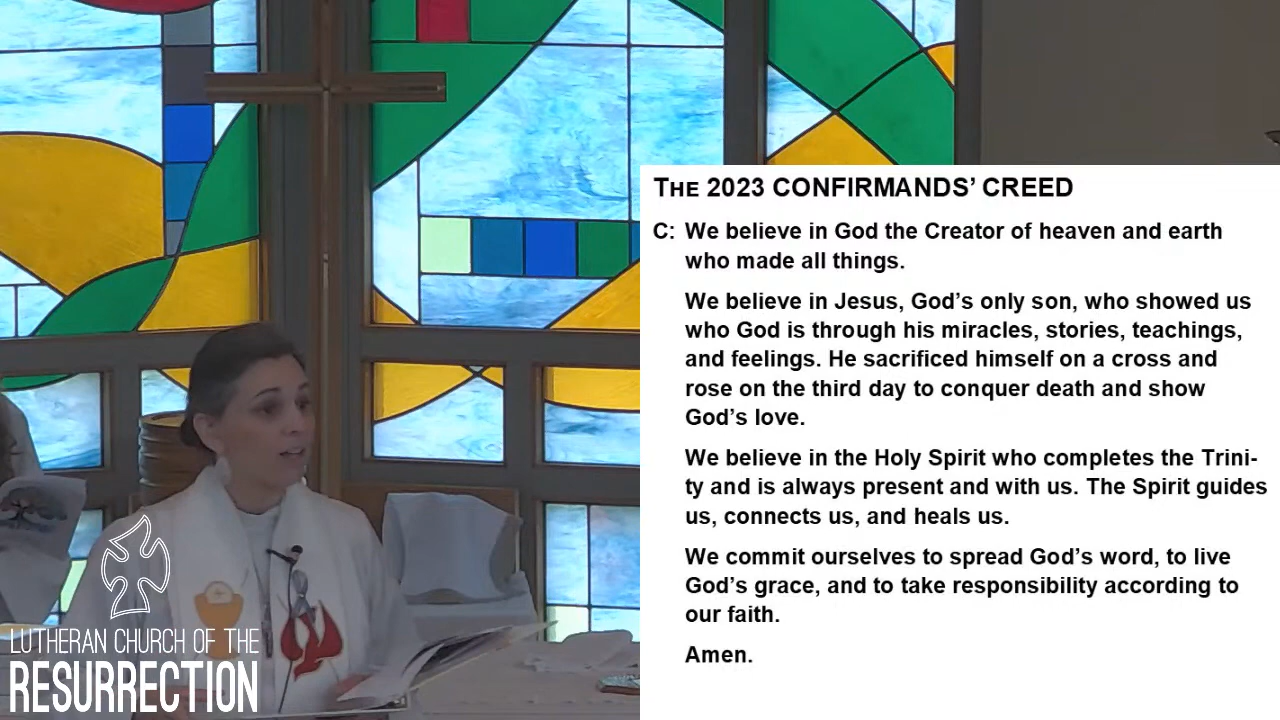 THE 2023 CONFIRMANDS' CREED
C: We believe in God the Creator of heaven and earth
who made all things.
We believe in Jesus, God's only son, who showed us
who God is through his miracles, stories, teachings,
and feelings. He sacrificed himself on a cross and
rose on the third day to conquer death and show
God's love.
We believe in the Holy Spirit who completes the Trini-
ty and is always present and with us. The Spirit guides
us, connects us, and heals us.
We commit ourselves to spread God's word, to live
God's grace, and to take responsibility according to
our faith.
Amen.
LUTHERAN CHURCH OF THE
RESURRECTION